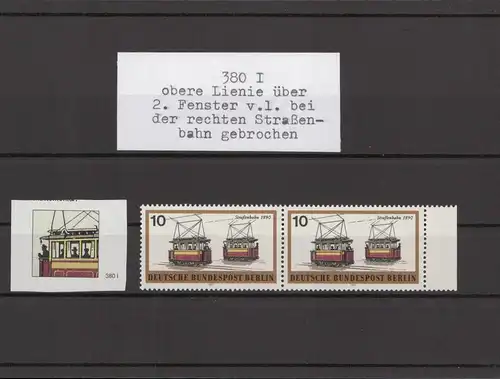 380 I
obere Lienie über
2. Fenster v.l. bei
der rechten Straßen-
bahn gebrochen
380 I
10 Straßenbahn 1890
DEUTSCHE BUNDESPOST BERLIN
10 Straßenbahn 1890
DEUTSCHE BUNDESPOST BERLIN